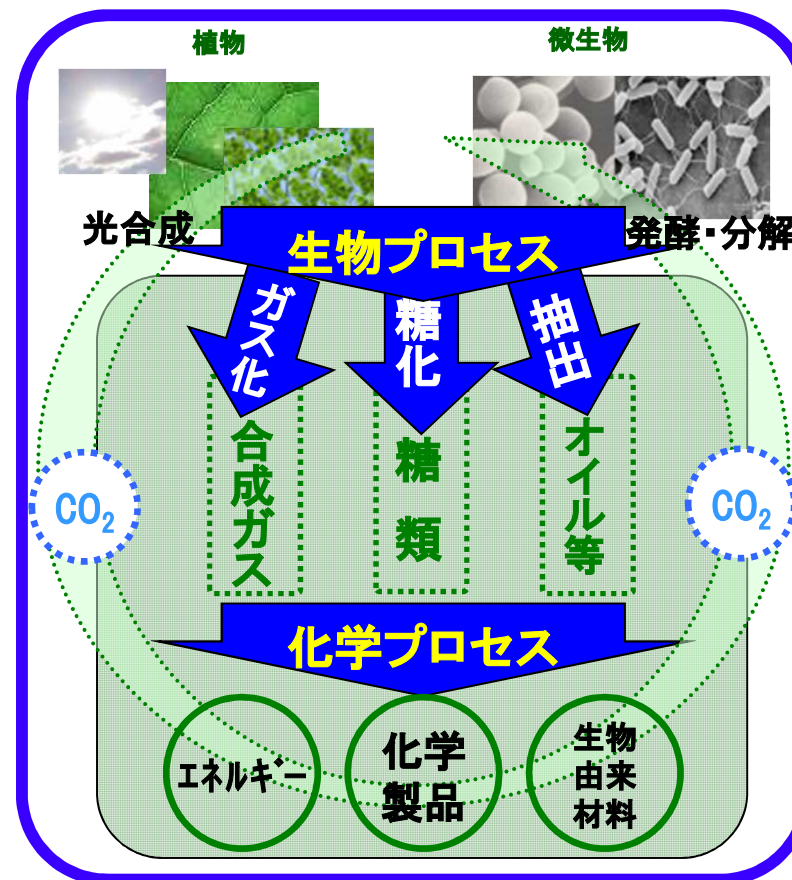 植物
微生物
光合成
発酵・分解
生物プロセス
ガス化
糖化
抽出
合成ガス
糖類
オイル等
CO₂
CO₂
化学プロセス
エネルギー
化学
製品
生物
由来
材料